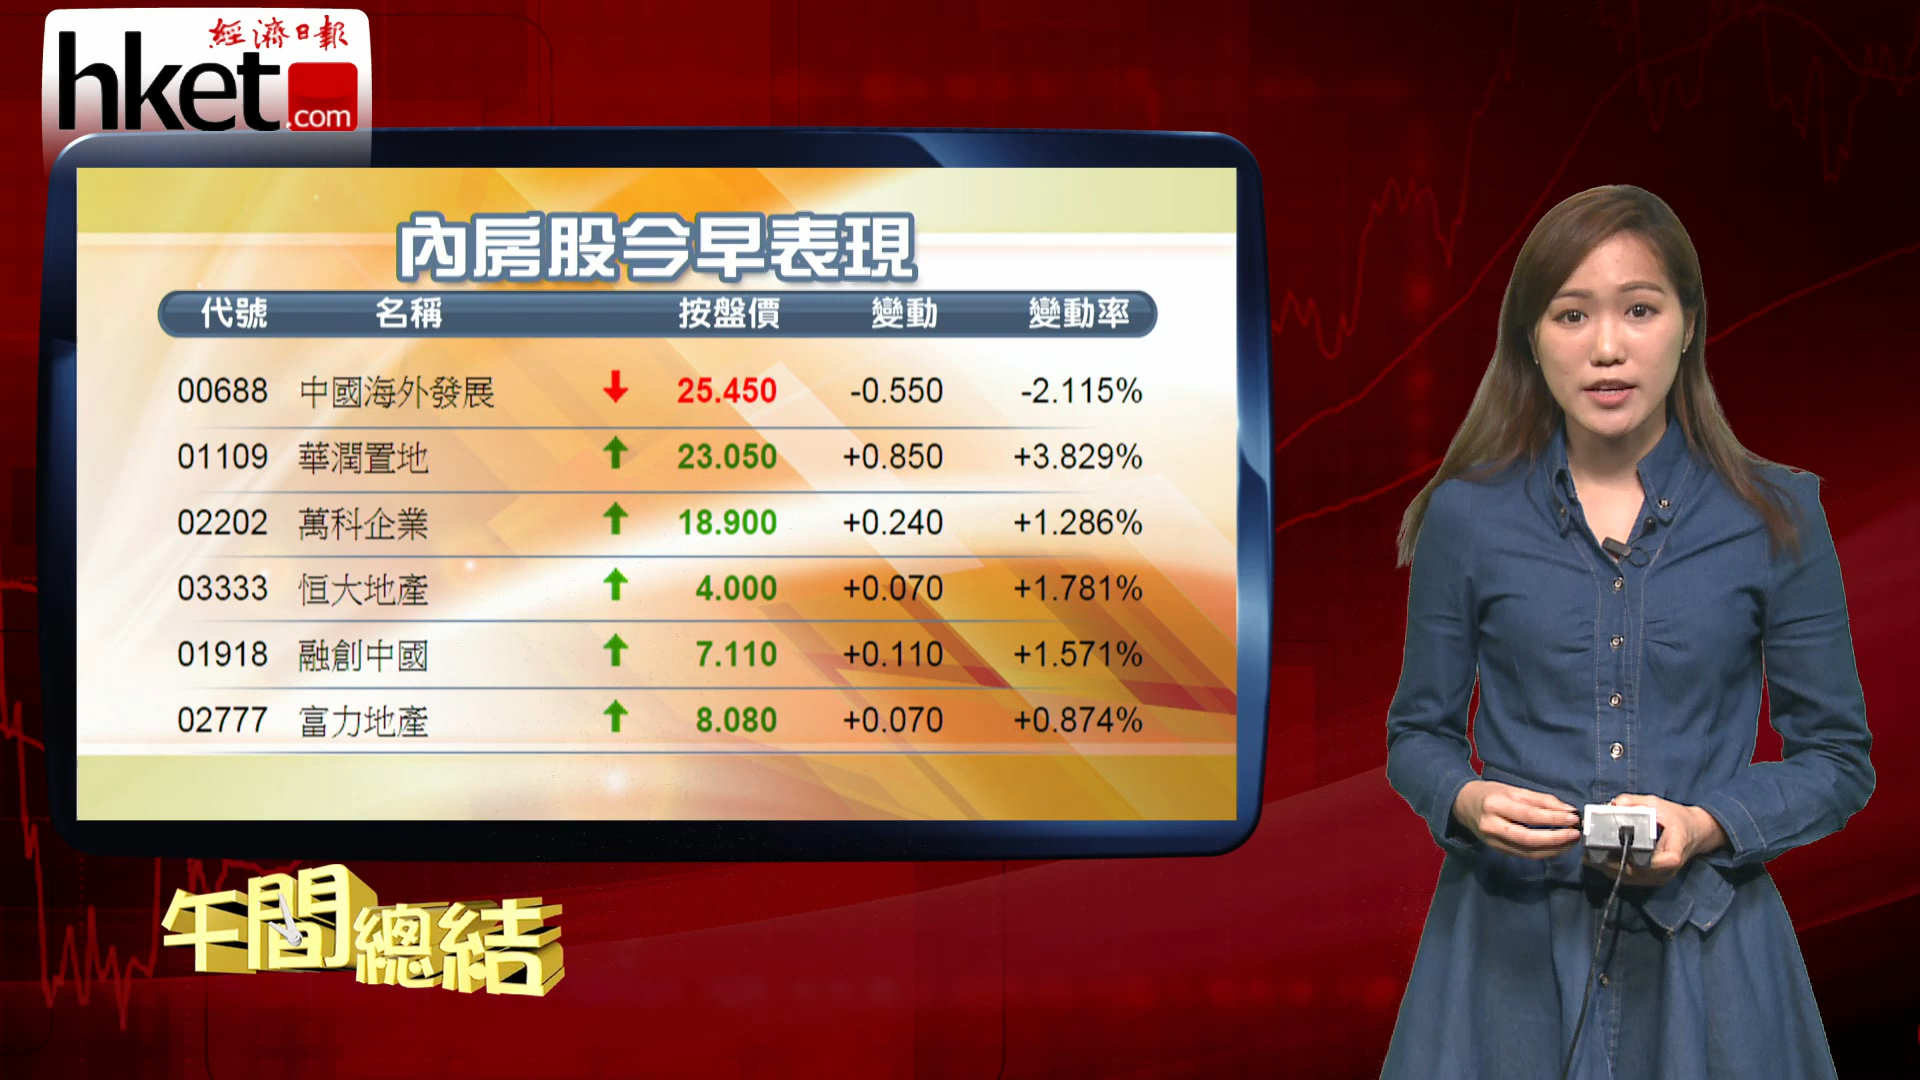 經濟日報
hket.com
內房股今早表現
代號 名稱 按盤價 變動 變動率
00688 中國海外發展 25.450 -0.550 -2.115%
01109 華潤置地 23.050 +0.850 +3.829%
02202 萬科企業 18.900 +0.240 +1.286%
03333 恒大地產 4.000 +0.070 +1.781%
01918 融創中國 7.110 +0.110 +1.571%
02777 富力地產 8.080 +0.070 +0.874%
午間總結